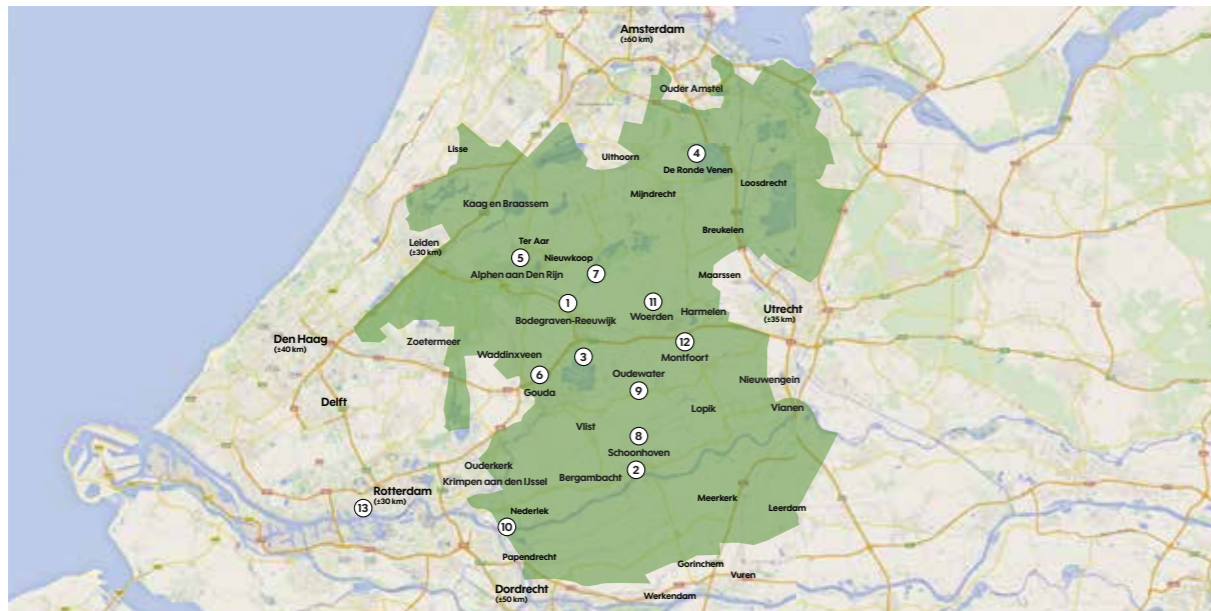 Amsterdam
(±60 km)
Ouder Amstel
Lisse
Uithoorn
4
De Ronde Venen
Loosdrecht
Mijndrecht
Kaag en Braassem
Breukelen
Leiden
(±30 km)
Ter Aar
5
Nieuwkoop
Alphen aan Den Rijn
7
Maarssen
1
11
Bodegraven-Reeuwijk
Woerden
Harmelen
Utrecht
(±35 km)
Den Haag
(±40 km)
Zoetermeer
12
Waddinxveen
3
Montfoort
6
Oudewater
Gouda
9
Nieuwengein
Delft
Lopik
Vianen
Vlist
8
Schoonhoven
Ouderkerk
2
Bergambacht
Krimpen aan den IJssel
Rotterdam
(±30 km)
13
Meerkerk
Leerdam
Nederlek
10
Papendrecht
Gorinchem
Vuren
Dordrecht
(±50 km)
Werkendam